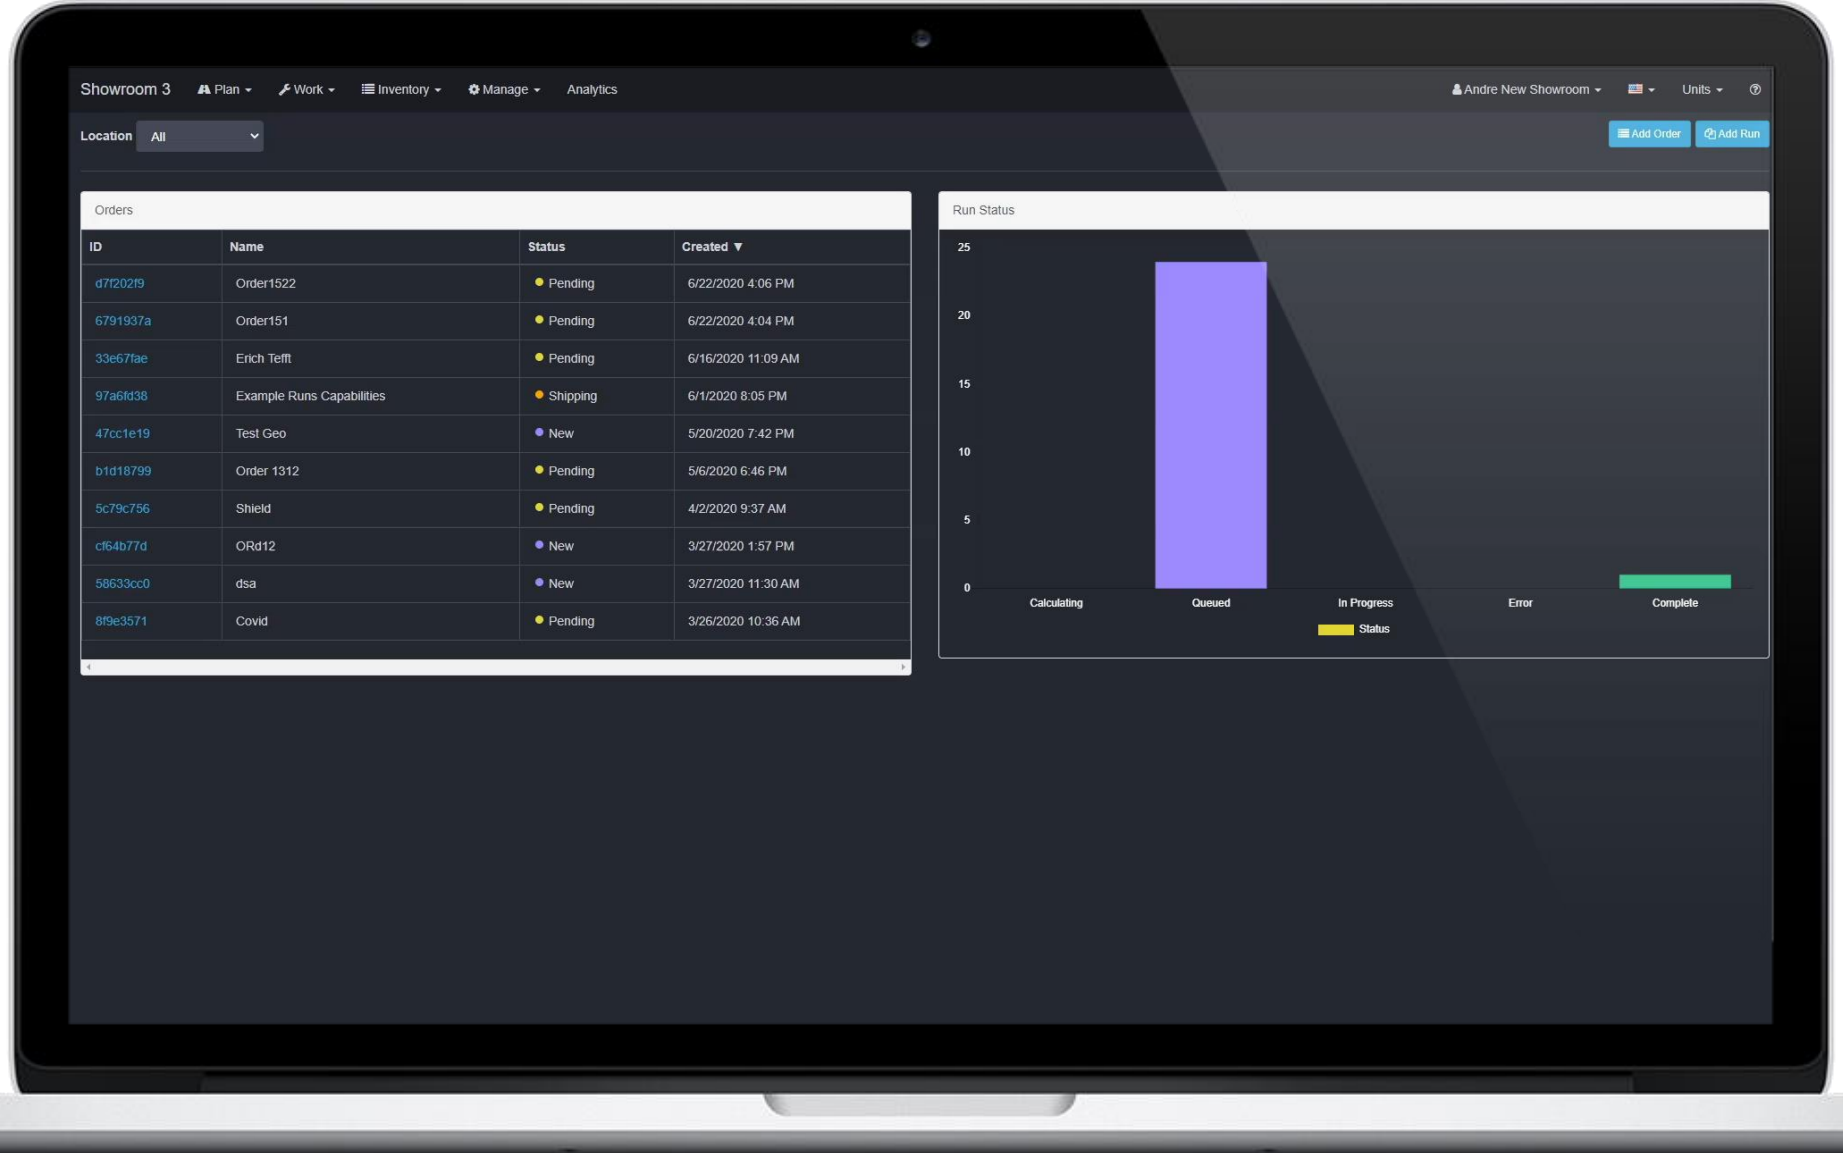 Showroom 3 Plan Work Inventory Manage Analytics Andre New Showroom Units
Location All Add Order Add Run
Orders
ID Name Status Created ▼
d7f202f9 Order1522 Pending 6/22/2020 4:06 PM
6791937a Order151 Pending 6/22/2020 4:04 PM
33e67fae Erich Tefft Pending 6/16/2020 11:09 AM
97a6fd38 Example Runs Capabilities Shipping 6/1/2020 8:05 PM
47cc1e19 Test Geo New 5/20/2020 7:42 PM
b1d18799 Order 1312 Pending 5/6/2020 6:46 PM
5c79c756 Shield Pending 4/2/2020 9:37 AM
cf64b77d ORd12 New 3/27/2020 1:57 PM
58633cc0 dsa New 3/27/2020 11:30 AM
8f9e3571 Covid Pending 3/26/2020 10:36 AM
Run Status
25
20
15
10
5
0
Calculating Queued In Progress Error Complete
Status